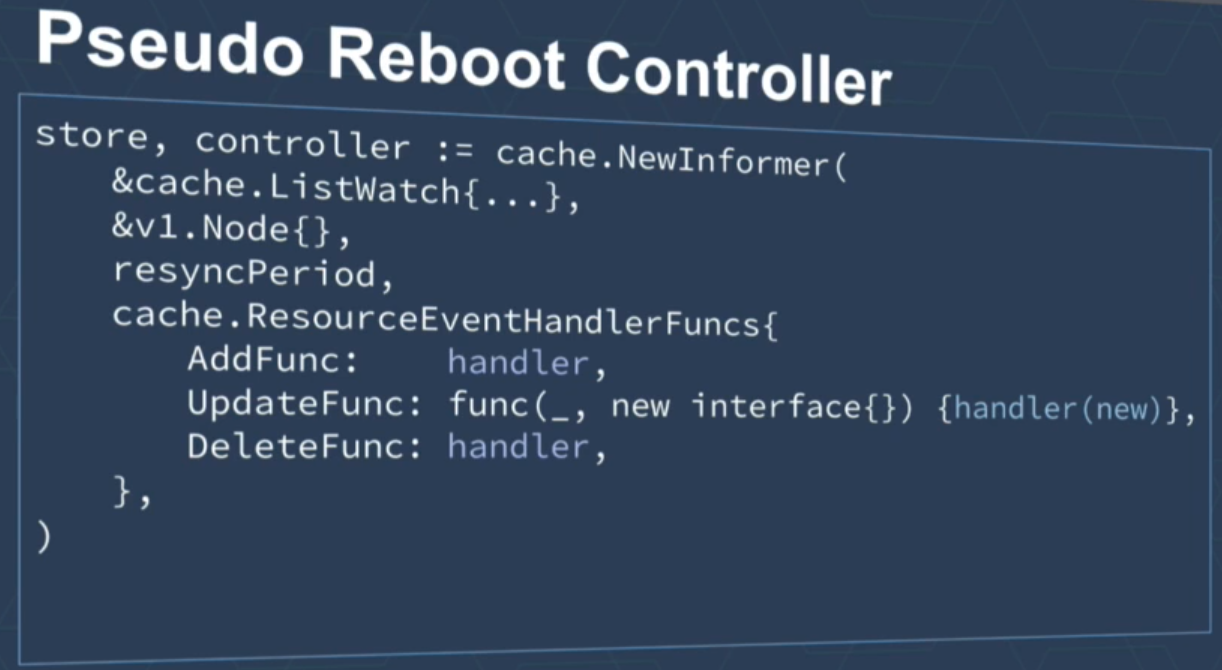 Pseudo Reboot Controller
store, controller := cache.NewInformer(
    &cache.ListWatch{...},
    &v1.Node{},
    resyncPeriod,
    cache.ResourceEventHandlerFuncs{
        AddFunc:    handler,
        UpdateFunc: func(_, new interface{}) {handler(new)},
        DeleteFunc: handler,
    },
)